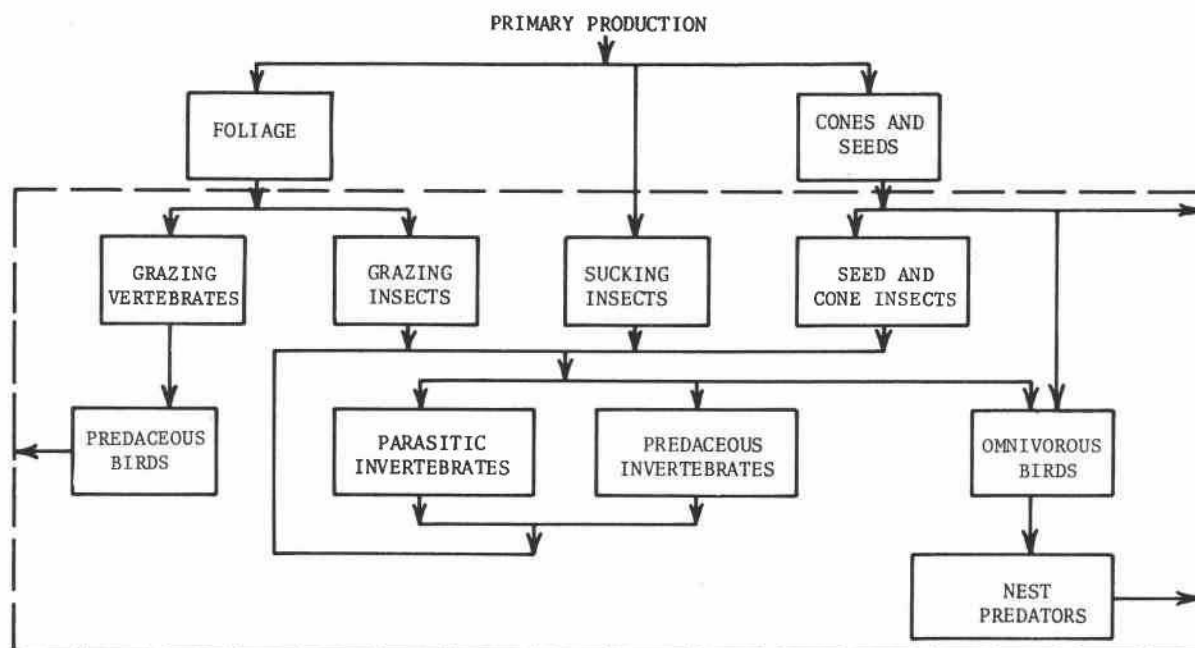 PRIMARY PRODUCTION
FOLIAGE
CONES AND
SEEDS
GRAZING
VERTEBRATES
GRAZING
INSECTS
SUCKING
INSECTS
SEED AND
CONE INSECTS
PREDACEOUS
BIRDS
PARASITIC
INVERTEBRATES
PREDACEOUS
INVERTEBRATES
OMNIVOROUS
BIRDS
NEST
PREDATORS